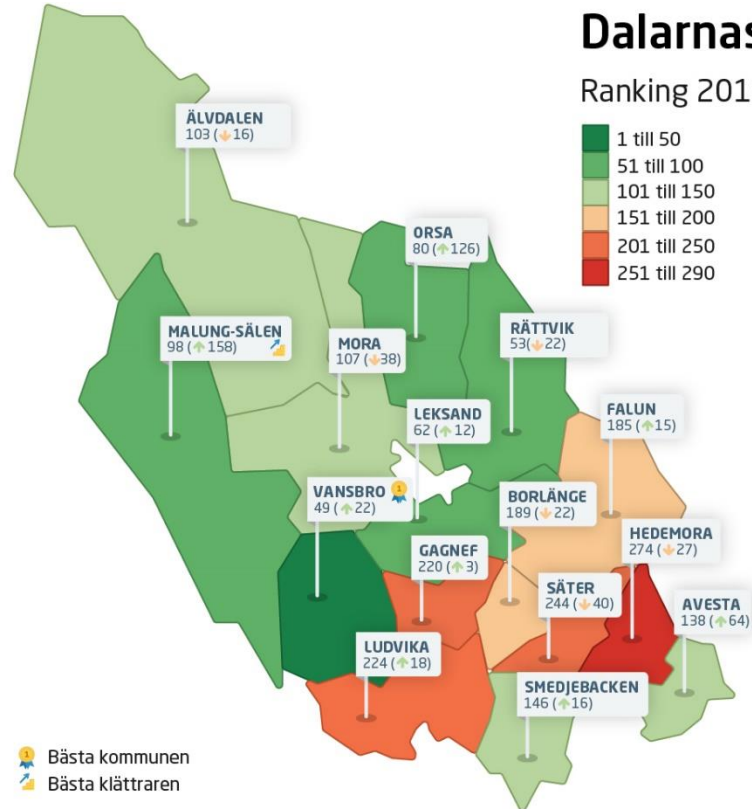 Dalarnas
Ranking 201
1 till 50
51 till 100
101 till 150
151 till 200
201 till 250
251 till 290
ÄLVDALEN
103 (↓16)
ORSA
80 (↑126)
MALUNG-SÄLEN
98 (↑158)
MORA
107 (↓38)
RÄTTVIK
53(↓22)
LEKSAND
62 (↑12)
FALUN
185 (↑15)
VANSBRO
49 (↑22)
BORLÄNGE
189 (↓22)
GAGNEF
220 (↑3)
HEDEMORA
274 (↓27)
SÄTER
244 (↓40)
AVESTA
138 (↑64)
LUDVIKA
224 (↑18)
SMEDJEBACKEN
146 (↑16)
Bästa kommunen
Bästa klättraren